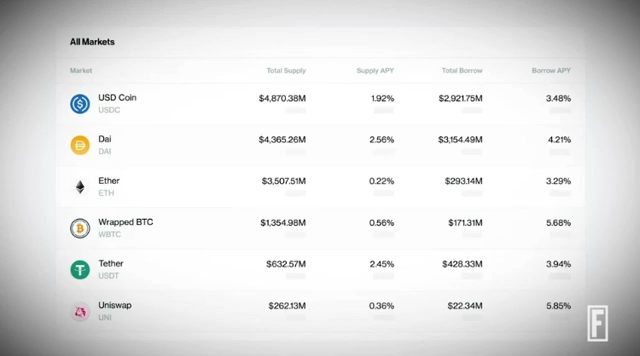 All Markets
Market Total Supply Supply APY Total Borrow Borrow APY
USD Coin $4,870.38M 1.92% $2,921.75M 3.48%
USDC
Dai $4,365.26M 2.56% $3,154.49M 4.21%
DAI
Ether $3,507.51M 0.22% $293.14M 3.29%
ETH
Wrapped BTC $1,354.98M 0.56% $171.31M 5.68%
WBTC
Tether $632.57M 2.45% $428.33M 3.94%
USDT
Uniswap $262.13M 0.36% $22.34M 5.85%
UNI
F